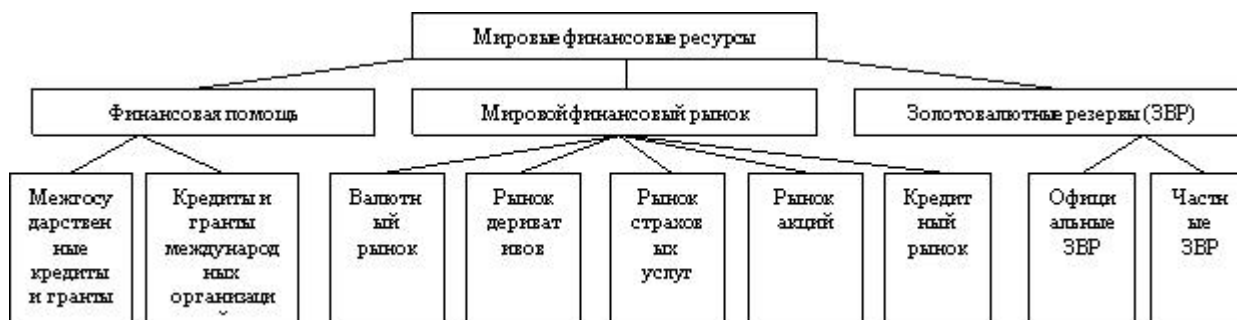 Мировые финансовые ресурсы
Финансовая помощь
Мировой финансовый рынок
Золотовалютные резервы (ЗВР)
Межгосу
дарствен
ные
кредиты
и гранты
Кредиты и
гранты
международ
ных
организаци
й
Валютн
ый
рынок
Рынок
дериват
ивов
Рынок
страхов
ых
услуг
Рынок
акций
Кредит
ный
рынок
Офици
альные
ЗВР
Частн
ые
ЗВР